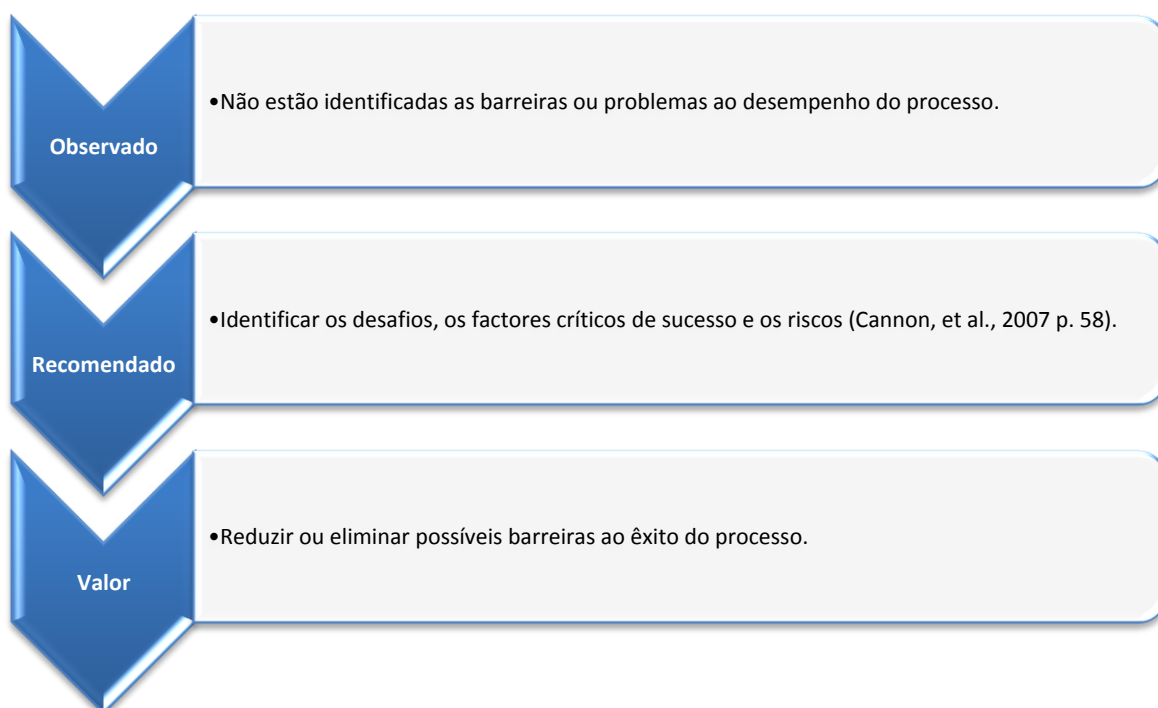 Observado
•Não estão identificadas as barreiras ou problemas ao desempenho do processo.
Recomendado
•Identificar os desafios, os factores críticos de sucesso e os riscos (Cannon, et al., 2007 p. 58).
Valor
•Reduzir ou eliminar possíveis barreiras ao êxito do processo.